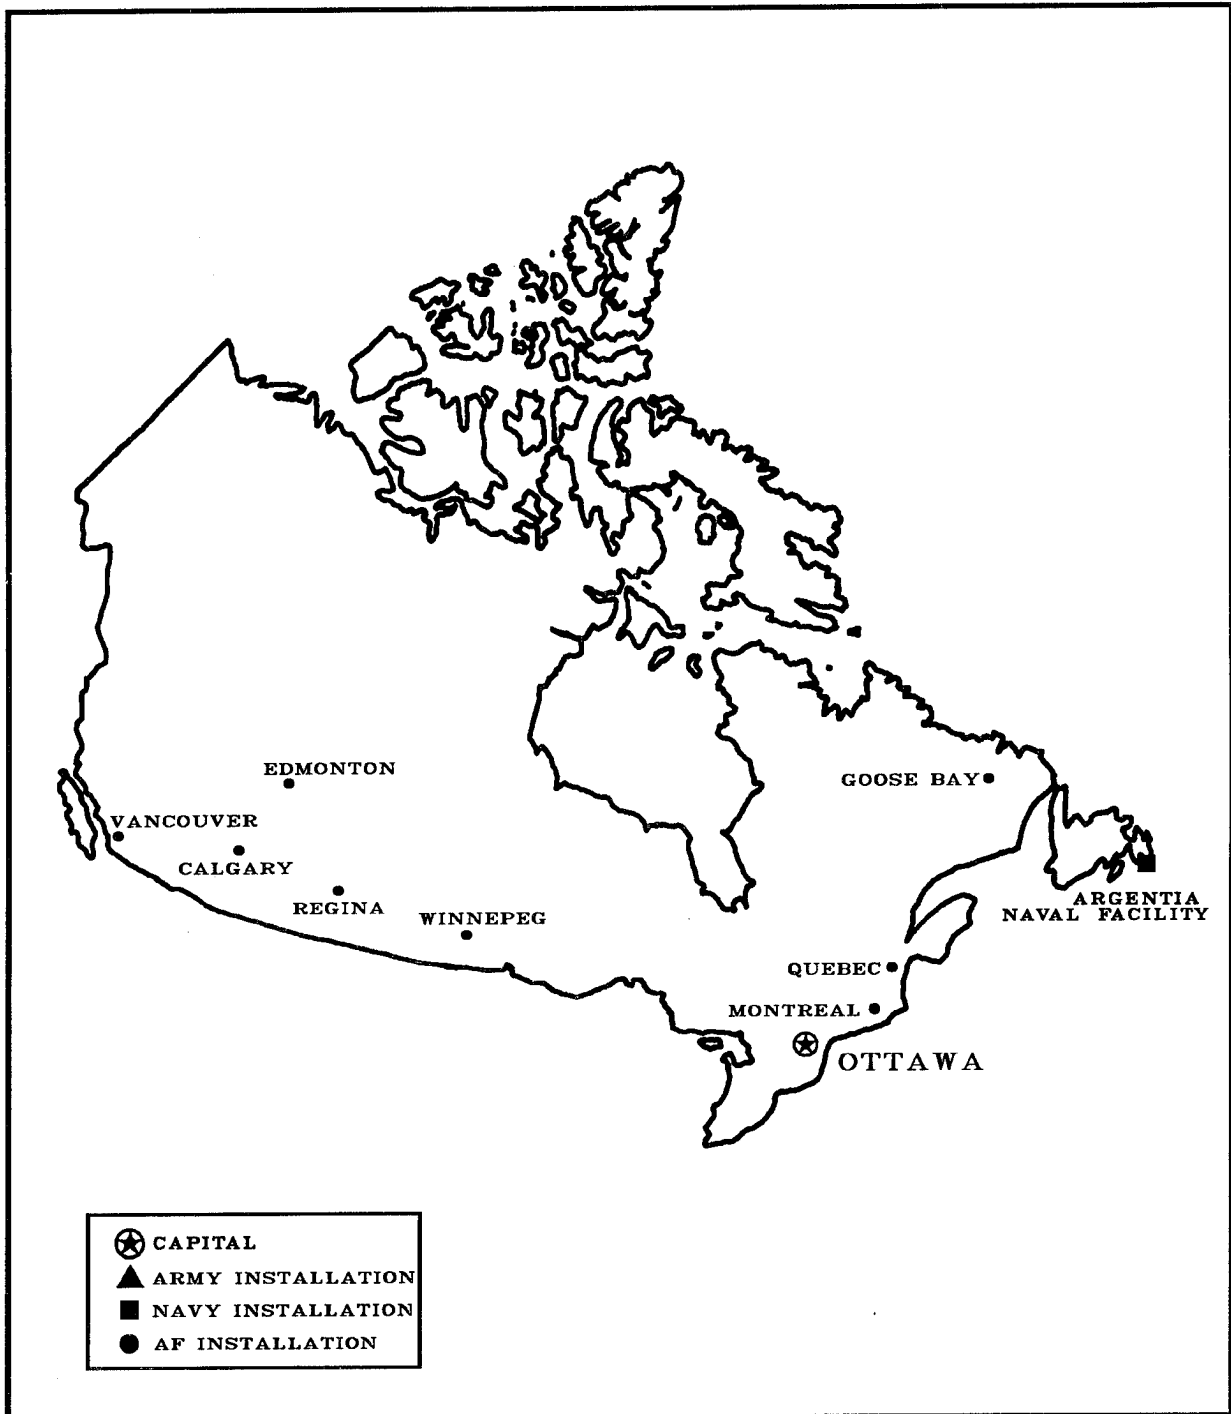 EDMONTON
GOOSE BAY
VANCOUVER
CALGARY
REGINA
WINNEPEG
ARGENTIA
NAVAL FACILITY
QUEBEC
MONTREAL
OTTAWA
CAPITAL
ARMY INSTALLATION
NAVY INSTALLATION
AF INSTALLATION